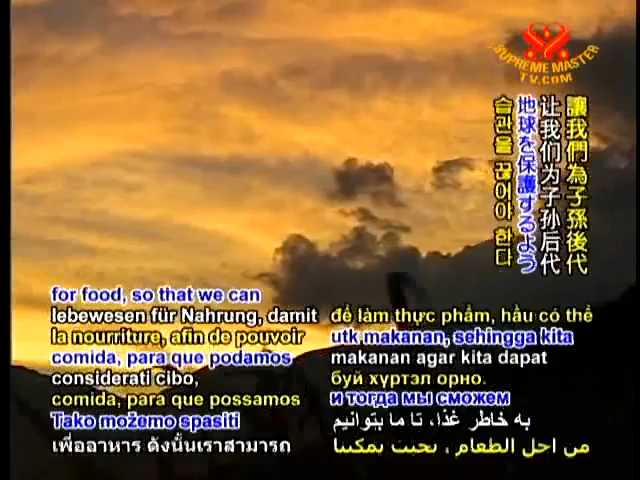 SUPREME MASTER
TV.COM
讓我們為子孫後代
让我们为子孙后代
地球を保護するよう
습관을 끊어야 한다
for food, so that we can
lebewesen für Nahrung, damit
la nourriture, afin de pouvoir
comida, para que podamos
considerati cibo,
comida, para que possamos
Tako možemo spasiti
เพื่ออาหาร ดังนั้นเราสามารถ
để làm thực phẩm, hầu có thể
utk makanan, sehingga kita
makanan agar kita dapat
буй хүртэл орно.
и тогда мы сможем
به خاطر غذا، تا ما بتوانیم
من اجل الطعام ، بحيث يمكننا